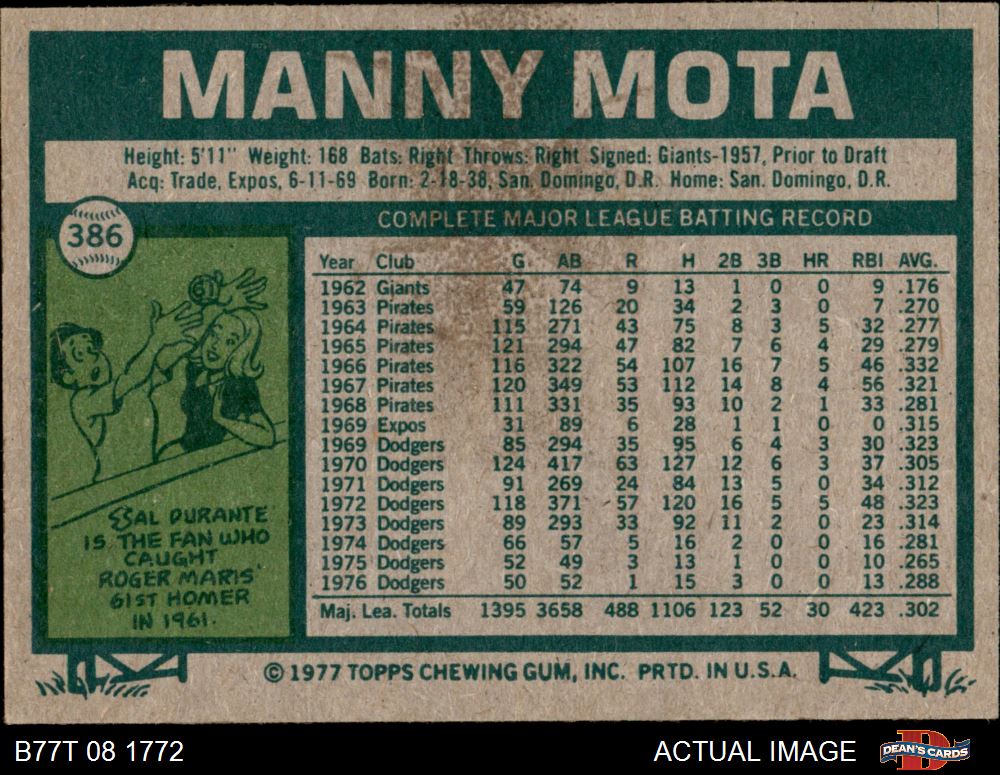 MANNY MOTA
Height: 5'11" Weight: 168 Bats: Right Throws: Right Signed: Giants-1957, Prior to Draft
Acq: Trade, Expos, 6-11-69 Born: 2-18-38, San. Domingo, D.R. Home: San. Domingo, D.R.
386
COMPLETE MAJOR LEAGUE BATTING RECORD
Year Club G AB R H 2B 3B HR RBI AVG.
1962 Giants 47 74 9 13 1 0 0 9 .176
1963 Pirates 59 126 20 34 2 3 0 7 .270
1964 Pirates 115 271 43 75 8 3 5 32 .277
1965 Pirates 121 294 47 82 7 6 4 29 .279
1966 Pirates 116 322 54 107 16 7 5 46 .332
1967 Pirates 120 349 53 112 14 8 4 56 .321
1968 Pirates 111 331 35 93 10 2 1 33 .281
1969 Expos 31 89 6 28 1 1 0 0 .315
1969 Dodgers 85 294 35 95 6 4 3 30 .323
1970 Dodgers 124 417 63 127 12 6 3 37 .305
1971 Dodgers 91 269 24 84 13 5 0 34 .312
1972 Dodgers 118 371 57 120 16 5 5 48 .323
1973 Dodgers 89 293 33 92 11 2 0 23 .314
1974 Dodgers 66 57 5 16 2 0 0 16 .281
1975 Dodgers 52 49 3 13 1 0 0 10 .265
1976 Dodgers 50 52 1 15 3 0 0 13 .288
Maj. Lea. Totals 1395 3658 488 1106 123 52 30 423 .302
SAL DURANTE
IS THE FAN WHO
CAUGHT
ROGER MARIS'
61ST HOMER
IN 1961.
© 1977 TOPPS CHEWING GUM, INC. PRTD. IN U.S.A.
B77T 08 1772
ACTUAL IMAGE
DEAN'S CARDS